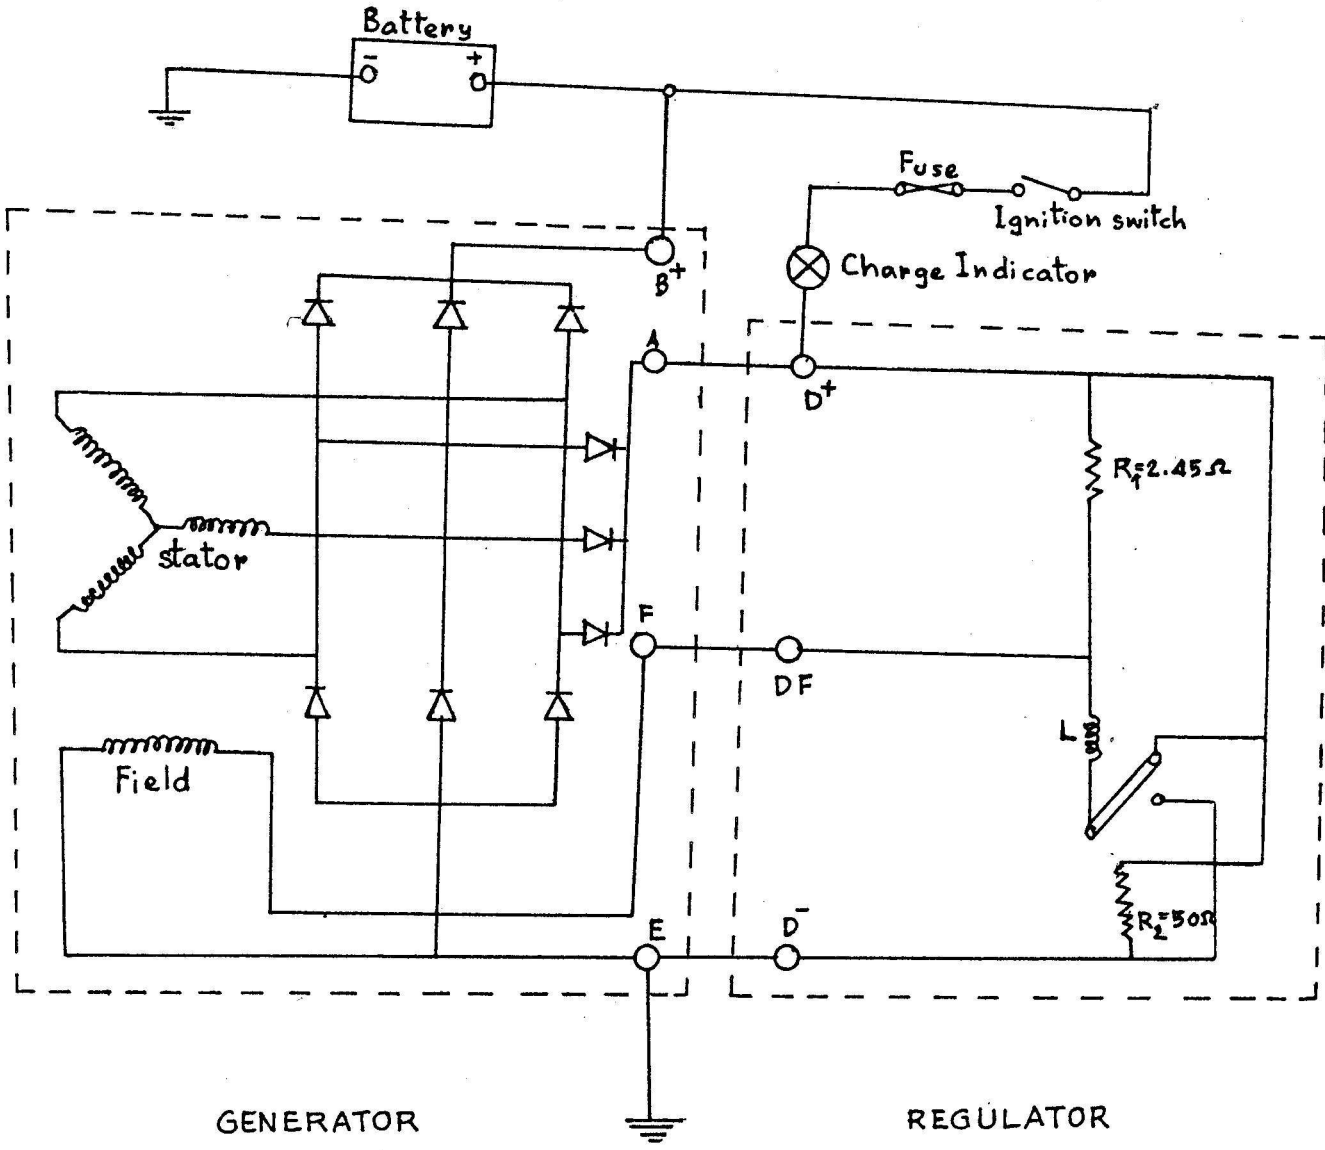 Battery
- +
Fuse
Ignition switch
B+
Charge Indicator
A
D+
R1=2.45Ω
stator
F
DF
L
Field
E
D-
R2=50Ω
GENERATOR
REGULATOR